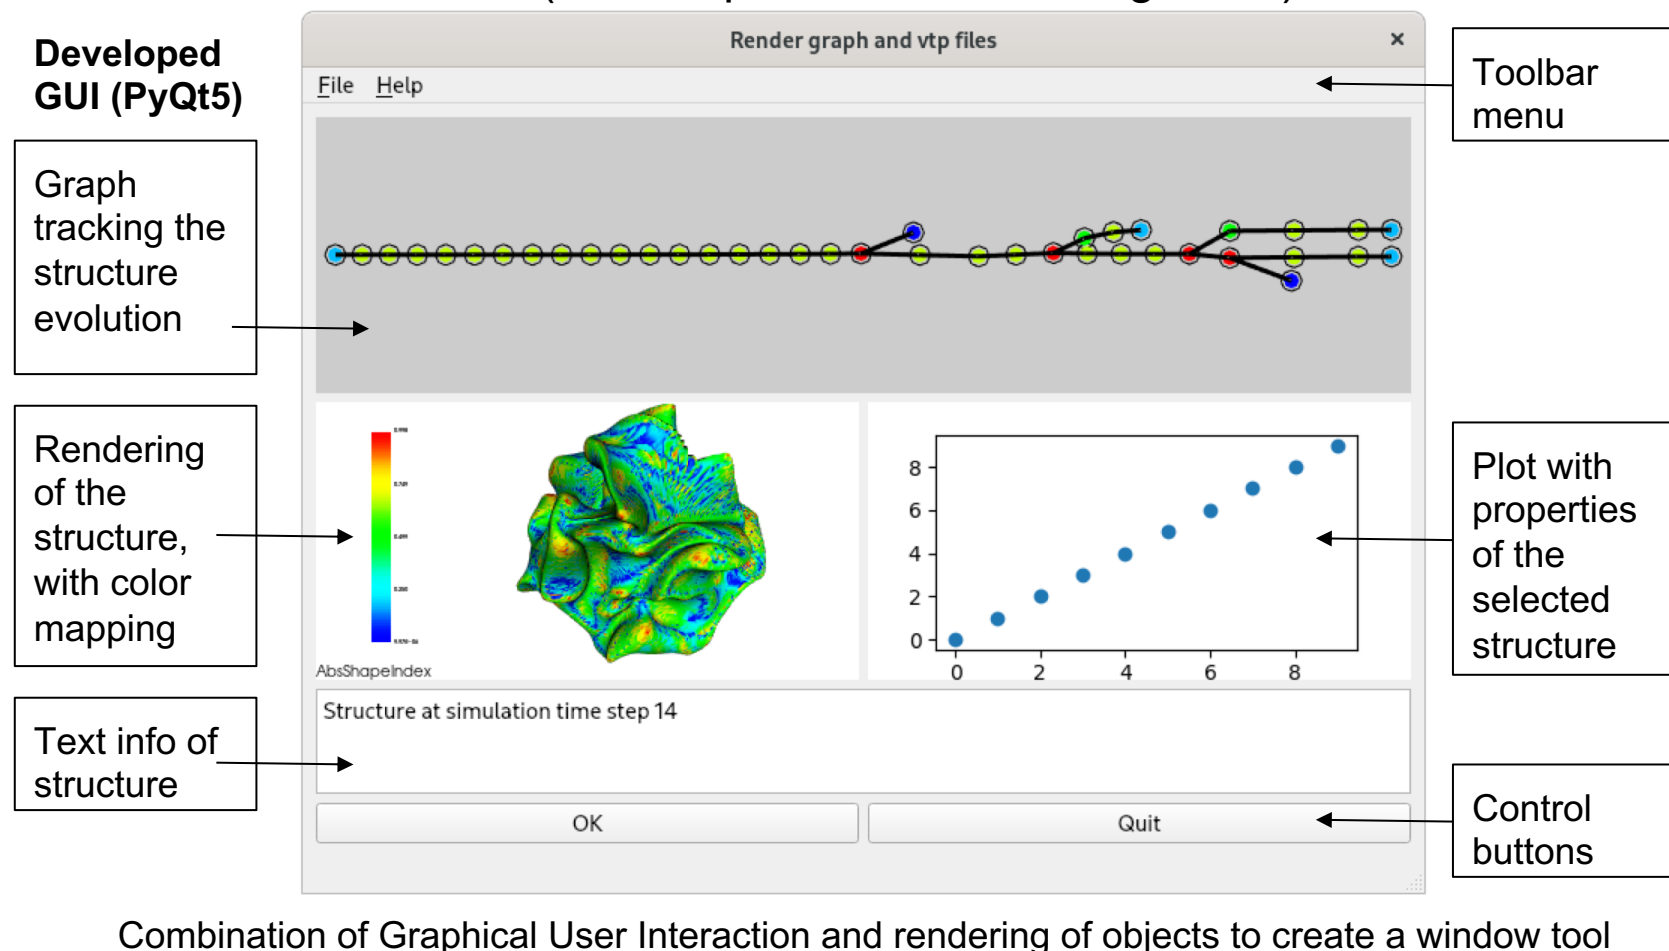 Developed
GUI (PyQt5)
Render graph and vtp files
×
File Help
Toolbar
menu
Graph
tracking the
structure
evolution
Rendering
of the
structure,
with color
mapping
AbsShapeIndex
8
6
4
2
0
0 2 4 6 8
Plot with
properties
of the
selected
structure
Text info of
structure
Structure at simulation time step 14
OK Quit
Control
buttons
Combination of Graphical User Interaction and rendering of objects to create a window tool